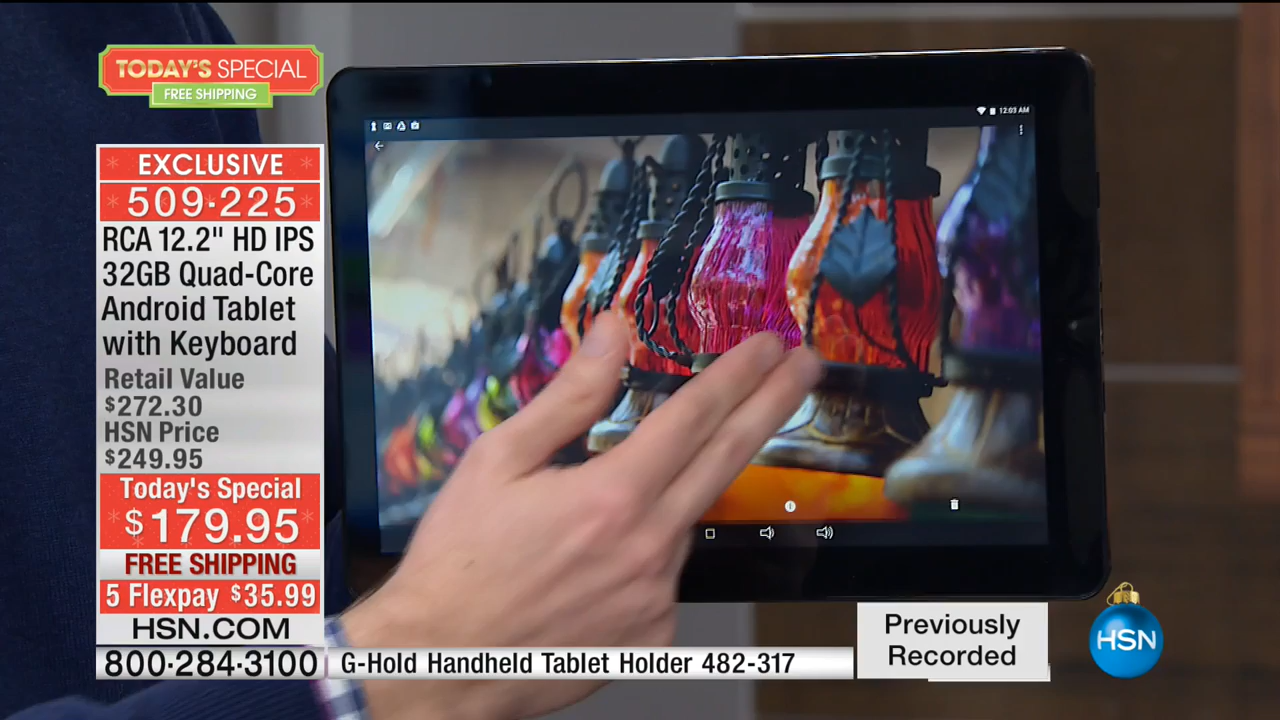 TODAY'S SPECIAL
FREE SHIPPING
EXCLUSIVE
509-225
RCA 12.2" HD IPS
32GB Quad-Core
Android Tablet
with Keyboard
Retail Value
$272.30
HSN Price
$249.95
Today's Special
$179.95
FREE SHIPPING
5 Flexpay $35.99
HSN.COM
800·284·3100
G-Hold Handheld Tablet Holder 482-317
12:03 AM
Previously
Recorded
HSN